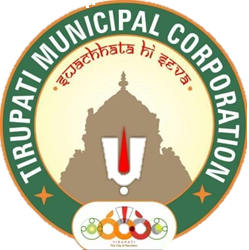 TIRUPATI MUNICIPAL CORPORATION
swachhata hi seva
TIRUPATI